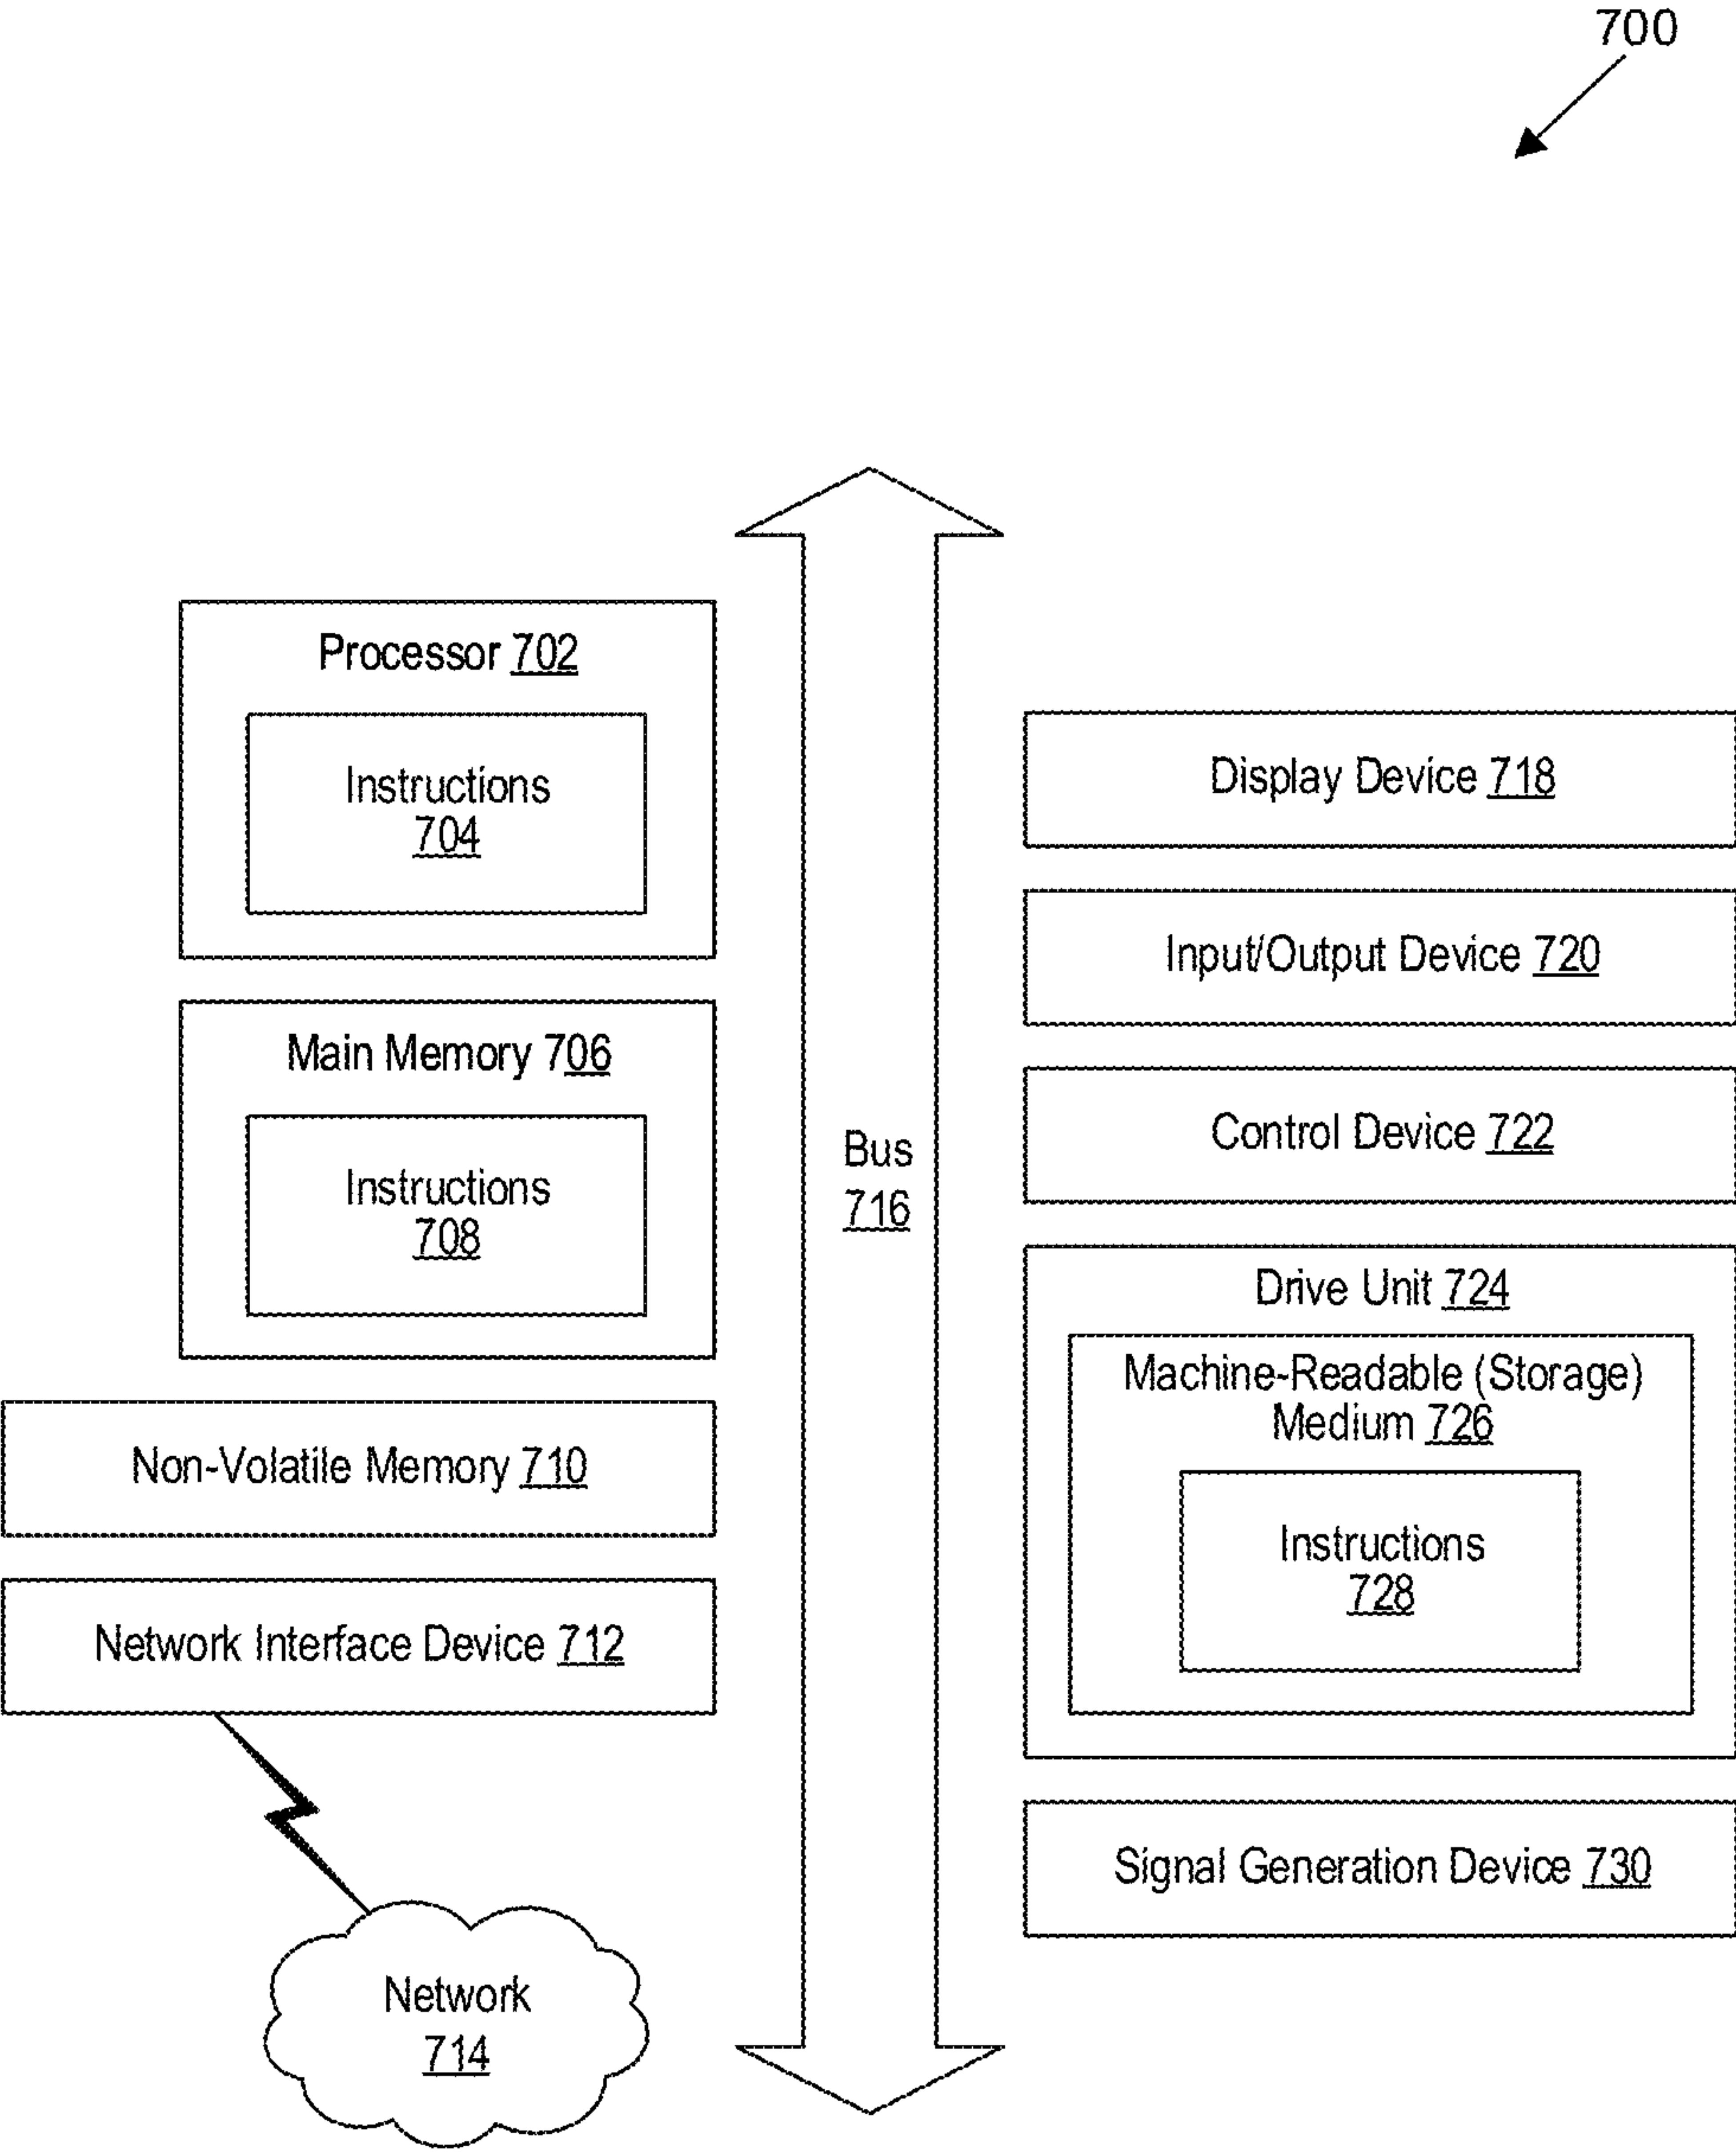 700
Processor 702
Instructions
704
Main Memory 706
Instructions
708
Non-Volatile Memory 710
Network Interface Device 712
Network
714
Bus
716
Display Device 718
Input/Output Device 720
Control Device 722
Drive Unit 724
Machine-Readable (Storage)
Medium 726
Instructions
728
Signal Generation Device 730